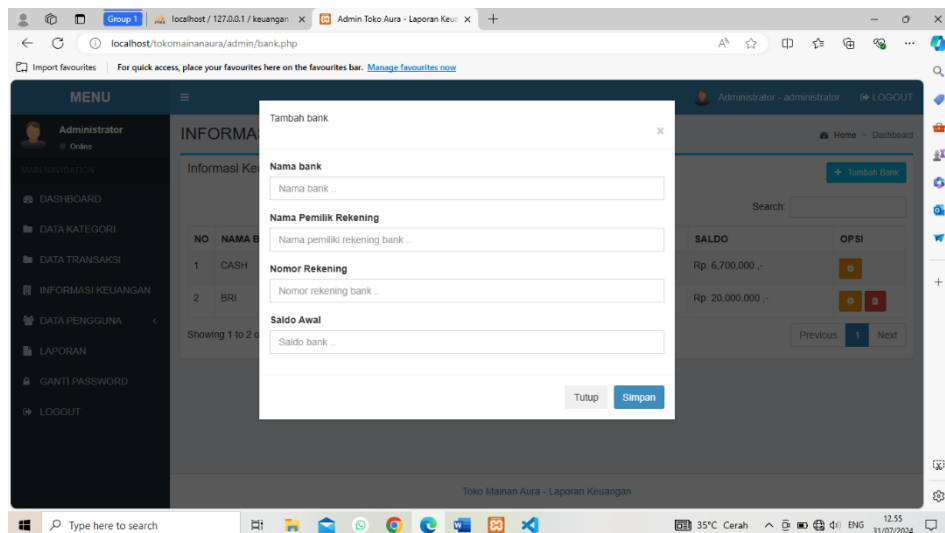 Group 1
localhost / 127.0.0.1 / keuangan
Admin Toko Aura - Laporan Keua
localhost/tokomainanaura/admin/bank.php
Import favourites
For quick access, place your favourites here on the favourites bar. Manage favourites now
MENU
Administrator - administrator
LOGOUT
Administrator
Online
MAIN NAVIGATION
DASHBOARD
DATA KATEGORI
DATA TRANSAKSI
INFORMASI KEUANGAN
DATA PENGGUNA
LAPORAN
GANTI PASSWORD
LOGOUT
INFORMA
Home > Dashboard
Informasi Ke
+ Tambah Bank
Search:
NO NAMA B SALDO OPSI
1 CASH Rp. 6,700,000 ,-
2 BRI Rp. 20,000,000 ,-
Showing 1 to 2 o
Previous 1 Next
Tambah bank
×
Nama bank
Nama bank ..
Nama Pemilik Rekening
Nama pemiliki rekening bank ..
Nomor Rekening
Nomor rekening bank ..
Saldo Awal
Saldo bank ..
Tutup Simpan
Toko Mainan Aura - Laporan Keuangan
Type here to search
35°C Cerah
ENG
12.55
31/07/2024